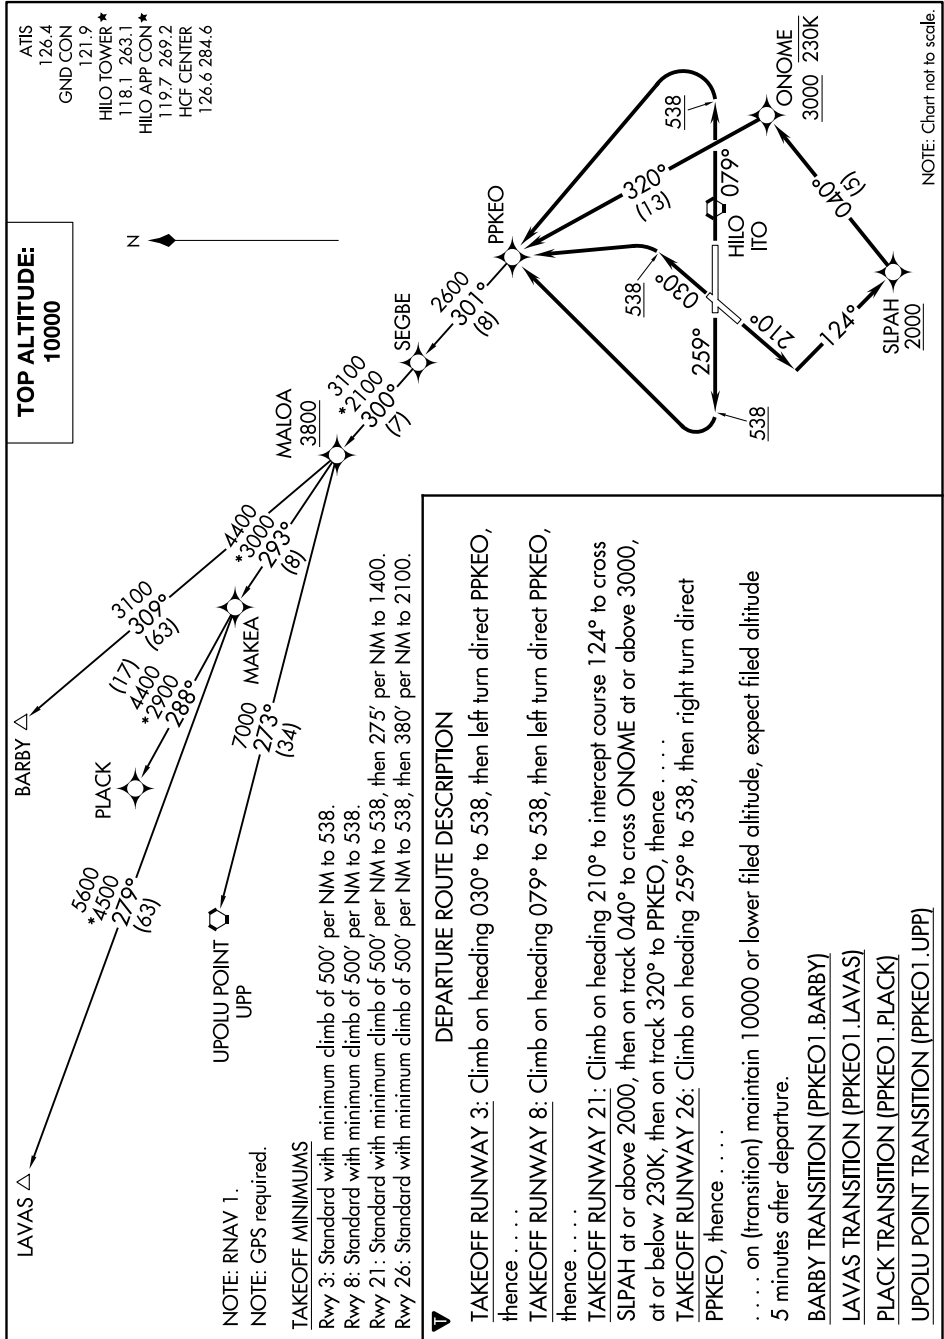 ATIS
126.4
GND CON
121.9
HILO TOWER★
118.1 263.1
HILO APP CON★
119.7 269.2
HCF CENTER
126.6 284.6
TOP ALTITUDE:
10000
N
LAVAS
5600
*4500
279°
(63)
BARBY
3100
309°
(63)
PLACK
(17)
4400
*2900
288°
MAKEA
4400
*3000
293°
(8)
UPOLU POINT
UPP
7000
273°
(34)
MALOA
3800
3100
*2100
300°
(7)
SEGBE
2600
301°
(8)
PPKEO
320°
(13)
538
079°
HILO
ITO
538
030°
259°
538
210°
124°
SLPAH
2000
040°
(5)
ONOME
3000 230K
NOTE: Chart not to scale.
NOTE: RNAV 1.
NOTE: GPS required.
TAKEOFF MINIMUMS
Rwy 3: Standard with minimum climb of 500' per NM to 538.
Rwy 8: Standard with minimum climb of 500' per NM to 538.
Rwy 21: Standard with minimum climb of 500' per NM to 538, then 275' per NM to 1400.
Rwy 26: Standard with minimum climb of 500' per NM to 538, then 380' per NM to 2100.
T
DEPARTURE ROUTE DESCRIPTION
TAKEOFF RUNWAY 3: Climb on heading 030° to 538, then left turn direct PPKEO,
thence . . . .
TAKEOFF RUNWAY 8: Climb on heading 079° to 538, then left turn direct PPKEO,
thence . . . .
TAKEOFF RUNWAY 21: Climb on heading 210° to intercept course 124° to cross
SLPAH at or above 2000, then on track 040° to cross ONOME at or above 3000,
at or below 230K, then on track 320° to PPKEO, thence . . . .
TAKEOFF RUNWAY 26: Climb on heading 259° to 538, then right turn direct
PPKEO, thence . . . .
. . . . on (transition) maintain 10000 or lower filed altitude, expect filed altitude
5 minutes after departure.
BARBY TRANSITION (PPKEO1.BARBY)
LAVAS TRANSITION (PPKEO1.LAVAS)
PLACK TRANSITION (PPKEO1.PLACK)
UPOLU POINT TRANSITION (PPKEO1.UPP)